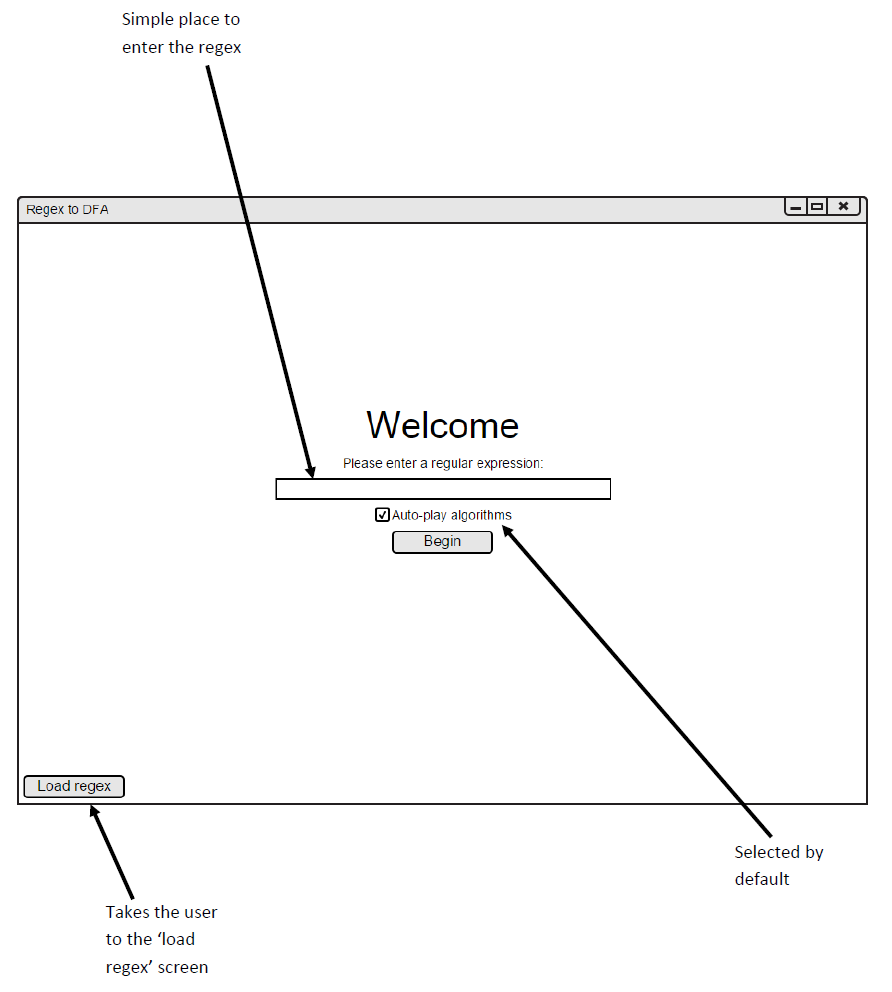 Simple place to
enter the regex
Regex to DFA
Welcome
Please enter a regular expression:
Auto-play algorithms
Begin
Load regex
Selected by
default
Takes the user
to the ‘load
regex’ screen